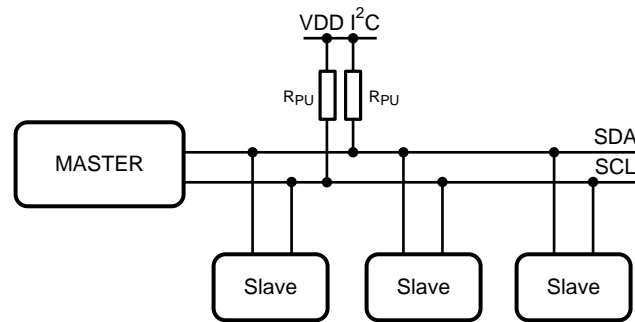 VDD I²C
RPU RPU
MASTER
SDA
SCL
Slave Slave Slave